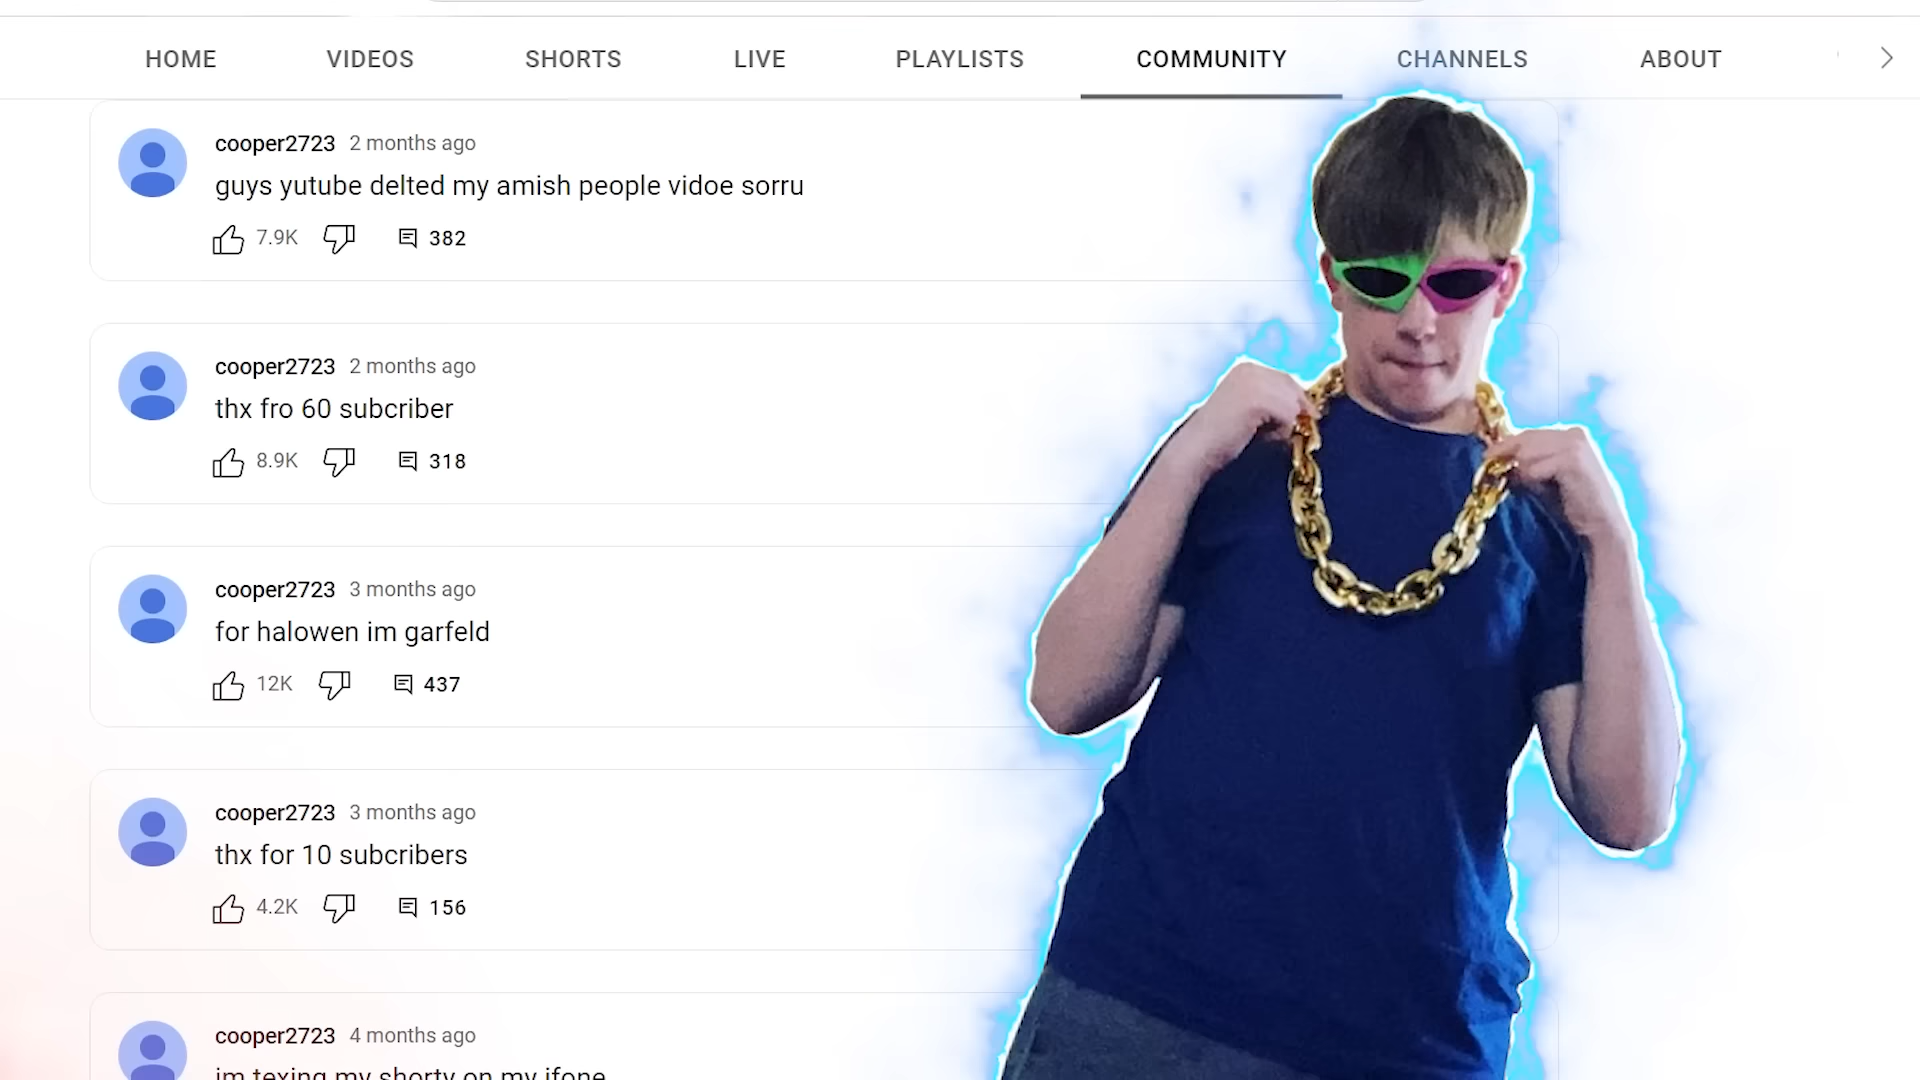 HOME VIDEOS SHORTS LIVE PLAYLISTS COMMUNITY CHANNELS ABOUT
cooper2723 2 months ago
guys yutube delted my amish people vidoe sorru
7.9K 382
cooper2723 2 months ago
thx fro 60 subcriber
8.9K 318
cooper2723 3 months ago
for halowen im garfeld
12K 437
cooper2723 3 months ago
thx for 10 subcribers
4.2K 156
cooper2723 4 months ago
im texing my shorty on my ifone